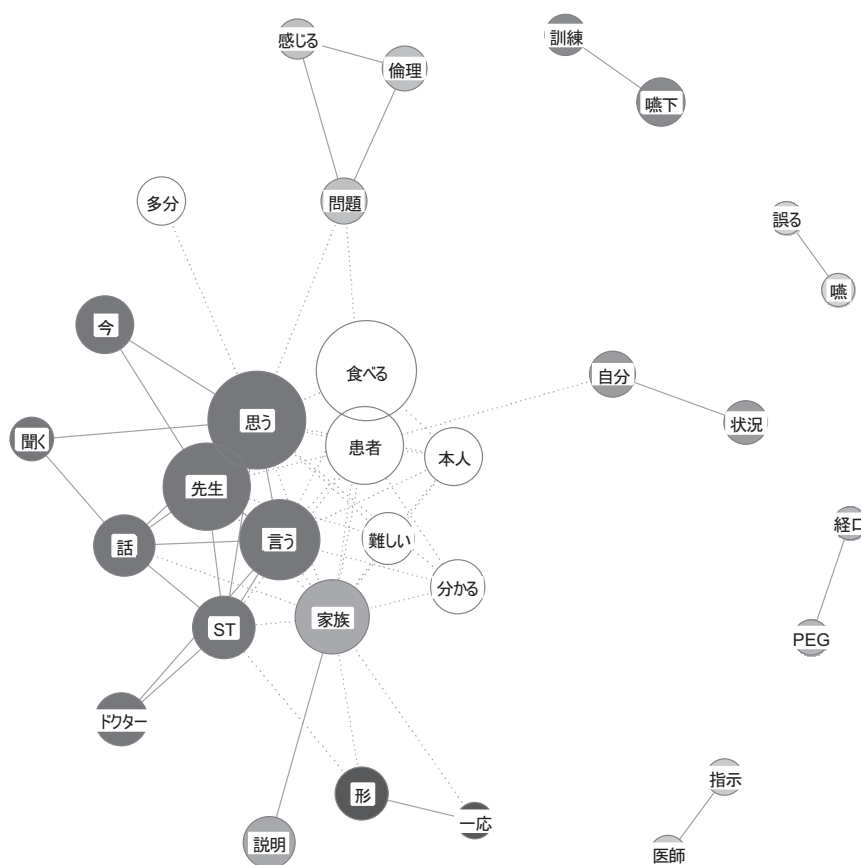 感じる
訓練
倫理
嚥下
多分
問題
誤る
嚥
今
食べる
自分
思う
状況
聞く
患者
本人
先生
経口
話
言う
難しい
分かる
家族
ST
PEG
ドクター
指示
形
一応
説明
医師